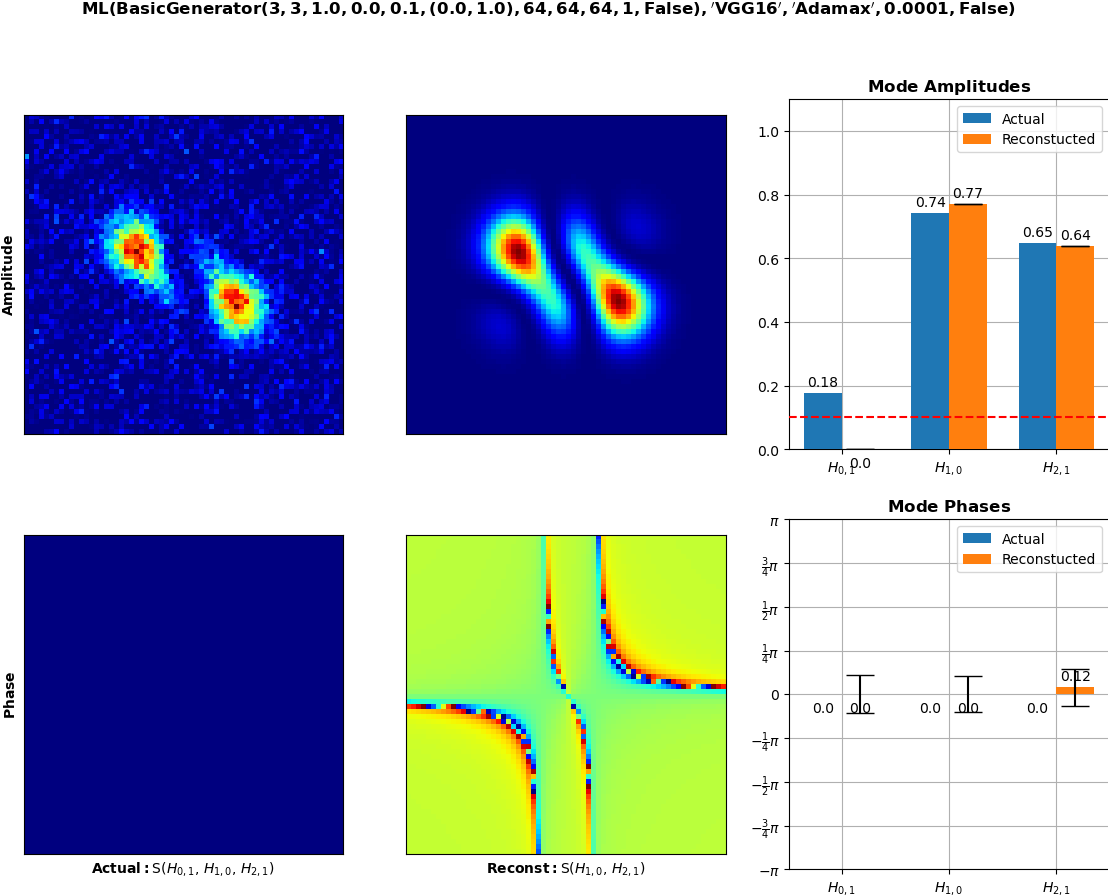 ML(BasicGenerator(3, 3, 1.0, 0.0, 0.1, (0.0, 1.0), 64, 64, 64, 1, False), 'VGG16', 'Adamax', 0.0001, False)
Amplitude
Mode Amplitudes
Actual
Reconstucted
1.0
0.8
0.6
0.4
0.2
0.0
0.18
0.0
0.74
0.77
0.65
0.64
H0,1
H1,0
H2,1
Phase
Actual: S(H0,1, H1,0, H2,1)
Reconst: S(H1,0, H2,1)
Mode Phases
Actual
Reconstucted
π
3/4π
1/2π
1/4π
0
−1/4π
−1/2π
−3/4π
−π
0.0
0.0
0.0
0.0
0.0
0.12
H0,1
H1,0
H2,1